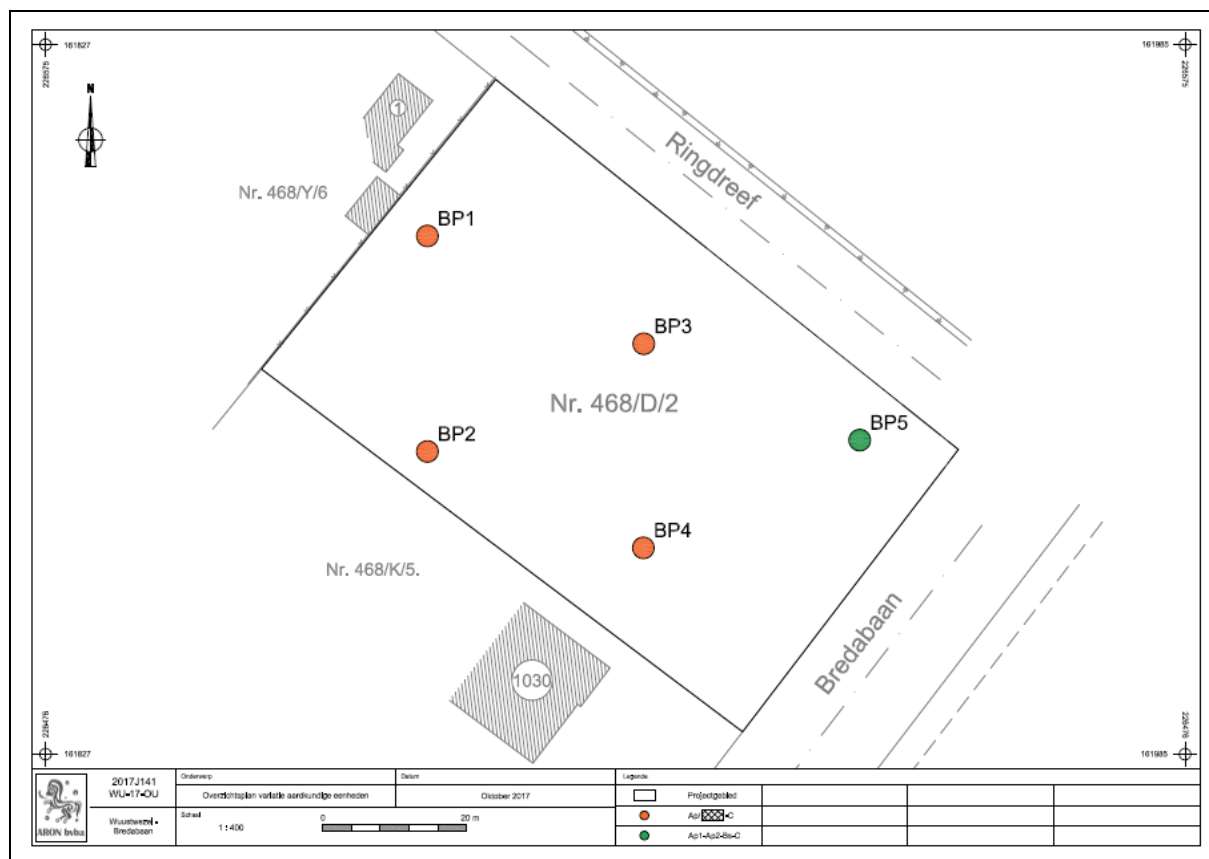 161827
161985
226575
226575
N
1
Ringdreef
Nr. 468/Y/6
BP1
BP3
Nr. 468/D/2
BP5
BP2
BP4
Nr. 468/K/5.
Bredabaan
1030
226476
226476
161827
161985
2017J141
WU-17-OU
Wuustwezel -
Bredabaan
ARON bvba
Onderwerp
Overzichtsplan variatie aardkundige eenheden
Datum
Oktober 2017
Schaal
1 : 400
0
20 m
Legende
Projectgebied
Ap/ -C
Ap1-Ap2-Bs-C